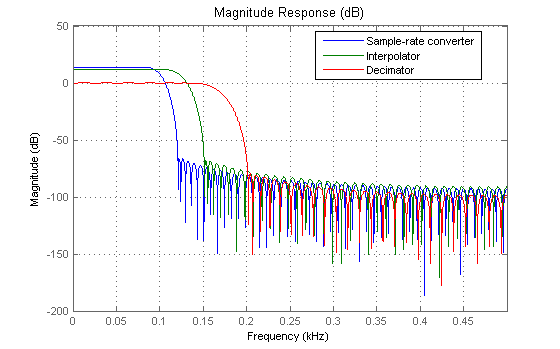 Magnitude Response (dB)
50
0
-50
-100
-150
-200
Magnitude (dB)
Sample-rate converter
Interpolator
Decimator
0 0.05 0.1 0.15 0.2 0.25 0.3 0.35 0.4 0.45
Frequency (kHz)